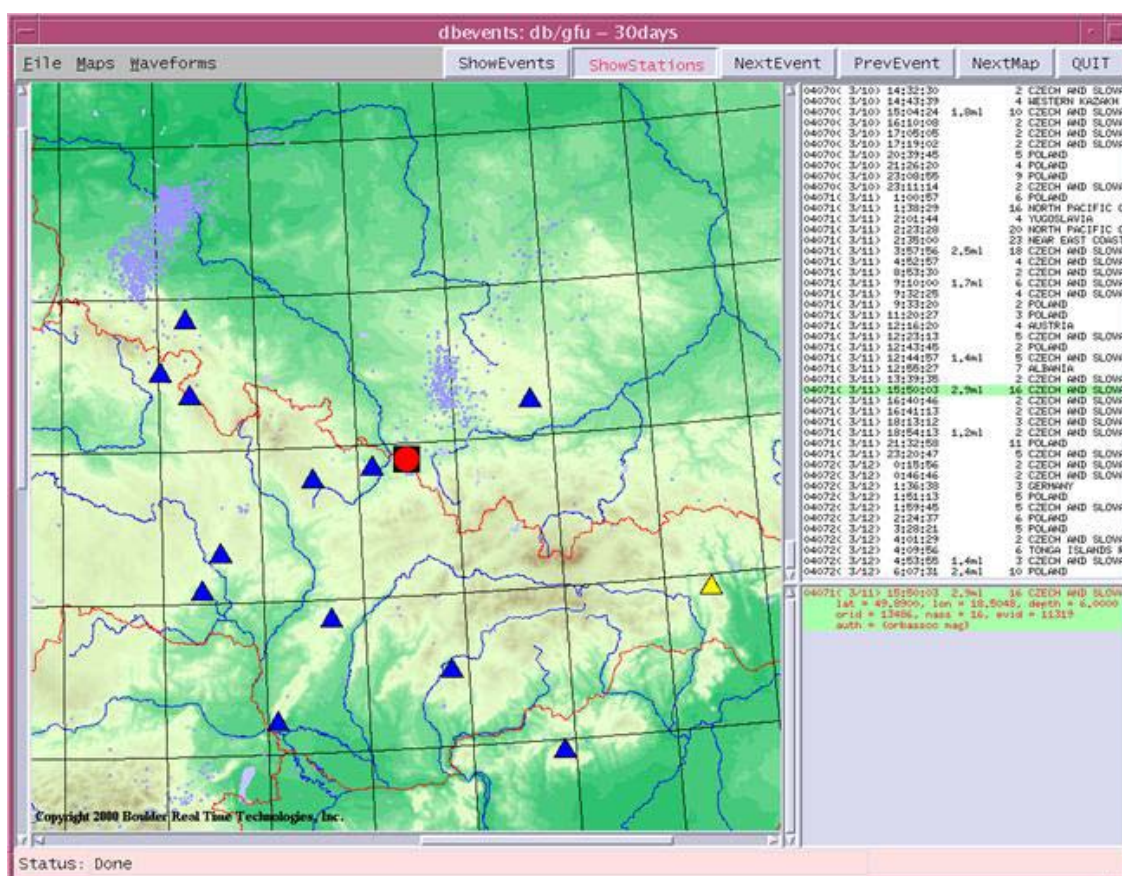 dbevents: db/gfu – 30days
File Maps Waveforms
ShowEvents ShowStations NextEvent PrevEvent NextMap QUIT
04070( 3/10) 14:32:30 2 CZECH AND SLOVA
04070( 3/10) 14:43:39 4 WESTERN KAZAKH
04070( 3/10) 15:04:24 1.8ml 10 CZECH AND SLOVA
04070( 3/10) 16:10:08 2 CZECH AND SLOVA
04070( 3/10) 17:05:05 2 CZECH AND SLOVA
04070( 3/10) 17:19:02 2 CZECH AND SLOVA
04070( 3/10) 20:39:45 5 POLAND
04070( 3/10) 21:26:20 4 POLAND
04070( 3/10) 23:08:55 9 POLAND
04070( 3/10) 23:11:14 2 CZECH AND SLOVA
04071( 3/11) 1:00:57 6 POLAND
04071( 3/11) 1:38:29 16 NORTH PACIFIC O
04071( 3/11) 2:01:44 4 YUGOSLAVIA
04071( 3/11) 2:23:28 20 NORTH PACIFIC O
04071( 3/11) 2:35:00 23 NEAR EAST COAST
04071( 3/11) 3:57:56 2.5ml 18 CZECH AND SLOVA
04071( 3/11) 4:52:57 4 CZECH AND SLOVA
04071( 3/11) 8:53:30 2 CZECH AND SLOVA
04071( 3/11) 9:10:00 1.7ml 6 CZECH AND SLOVA
04071( 3/11) 9:32:25 4 CZECH AND SLOVA
04071( 3/11) 9:33:20 2 POLAND
04071( 3/11) 11:20:27 3 POLAND
04071( 3/11) 12:16:20 4 AUSTRIA
04071( 3/11) 12:23:13 5 CZECH AND SLOVA
04071( 3/11) 12:43:45 2 POLAND
04071( 3/11) 12:44:57 1.4ml 5 CZECH AND SLOVA
04071( 3/11) 12:55:27 7 ALBANIA
04071( 3/11) 13:39:35 2 CZECH AND SLOVA
04071( 3/11) 15:50:03 2.9ml 16 CZECH AND SLOVA
04071( 3/11) 16:40:46 2 CZECH AND SLOVA
04071( 3/11) 16:41:13 2 CZECH AND SLOVA
04071( 3/11) 18:13:12 3 CZECH AND SLOVA
04071( 3/11) 18:54:13 1.2ml 2 CZECH AND SLOVA
04071( 3/11) 21:32:58 11 POLAND
04071( 3/11) 23:20:47 5 CZECH AND SLOVA
04072( 3/12) 0:15:56 2 CZECH AND SLOVA
04072( 3/12) 0:46:46 2 CZECH AND SLOVA
04072( 3/12) 1:36:38 3 GERMANY
04072( 3/12) 1:51:13 5 POLAND
04072( 3/12) 1:59:45 5 CZECH AND SLOVA
04072( 3/12) 2:24:37 6 POLAND
04072( 3/12) 3:28:21 5 POLAND
04072( 3/12) 4:01:29 2 CZECH AND SLOVA
04072( 3/12) 4:09:56 6 TONGA ISLANDS R
04072( 3/12) 4:53:55 1.4ml 3 CZECH AND SLOVA
04072( 3/12) 6:07:31 2.4ml 10 POLAND
04071( 3/11) 15:50:03 2.9ml 16 CZECH AND SLOVA
lat = 49.8900, lon = 18.5048, depth = 6.0000
orid = 13486, nass = 16, evid = 11319
auth = (orbassoc mag)
Copyright 2000 Boulder Real Time Technologies, Inc.
Status: Done